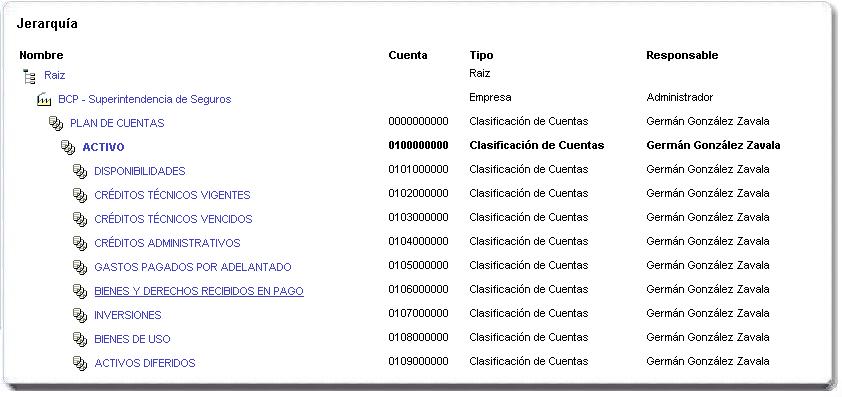 Jerarquía
Nombre Cuenta Tipo Responsable
Raiz Raiz
BCP - Superintendencia de Seguros Empresa Administrador
PLAN DE CUENTAS 0000000000 Clasificación de Cuentas Germán González Zavala
ACTIVO 0100000000 Clasificación de Cuentas Germán González Zavala
DISPONIBILIDADES 0101000000 Clasificación de Cuentas Germán González Zavala
CRÉDITOS TÉCNICOS VIGENTES 0102000000 Clasificación de Cuentas Germán González Zavala
CRÉDITOS TÉCNICOS VENCIDOS 0103000000 Clasificación de Cuentas Germán González Zavala
CRÉDITOS ADMINISTRATIVOS 0104000000 Clasificación de Cuentas Germán González Zavala
GASTOS PAGADOS POR ADELANTADO 0105000000 Clasificación de Cuentas Germán González Zavala
BIENES Y DERECHOS RECIBIDOS EN PAGO 0106000000 Clasificación de Cuentas Germán González Zavala
INVERSIONES 0107000000 Clasificación de Cuentas Germán González Zavala
BIENES DE USO 0108000000 Clasificación de Cuentas Germán González Zavala
ACTIVOS DIFERIDOS 0109000000 Clasificación de Cuentas Germán González Zavala